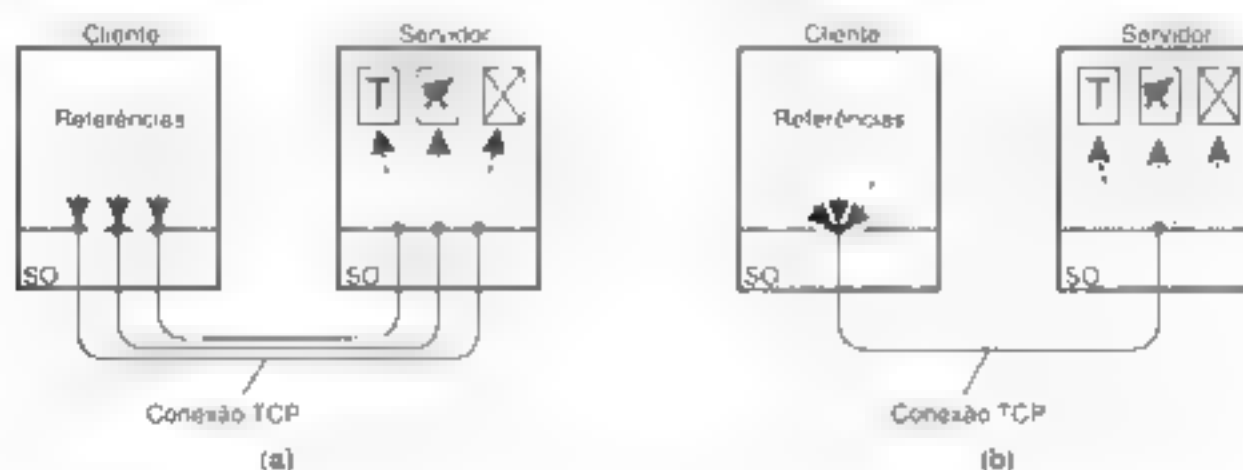 Cliente
Servidor
T
Referências
SO
SO
Conexão TCP
(a)
Cliente
Servidor
T
Referências
SO
SO
Conexão TCP
(b)